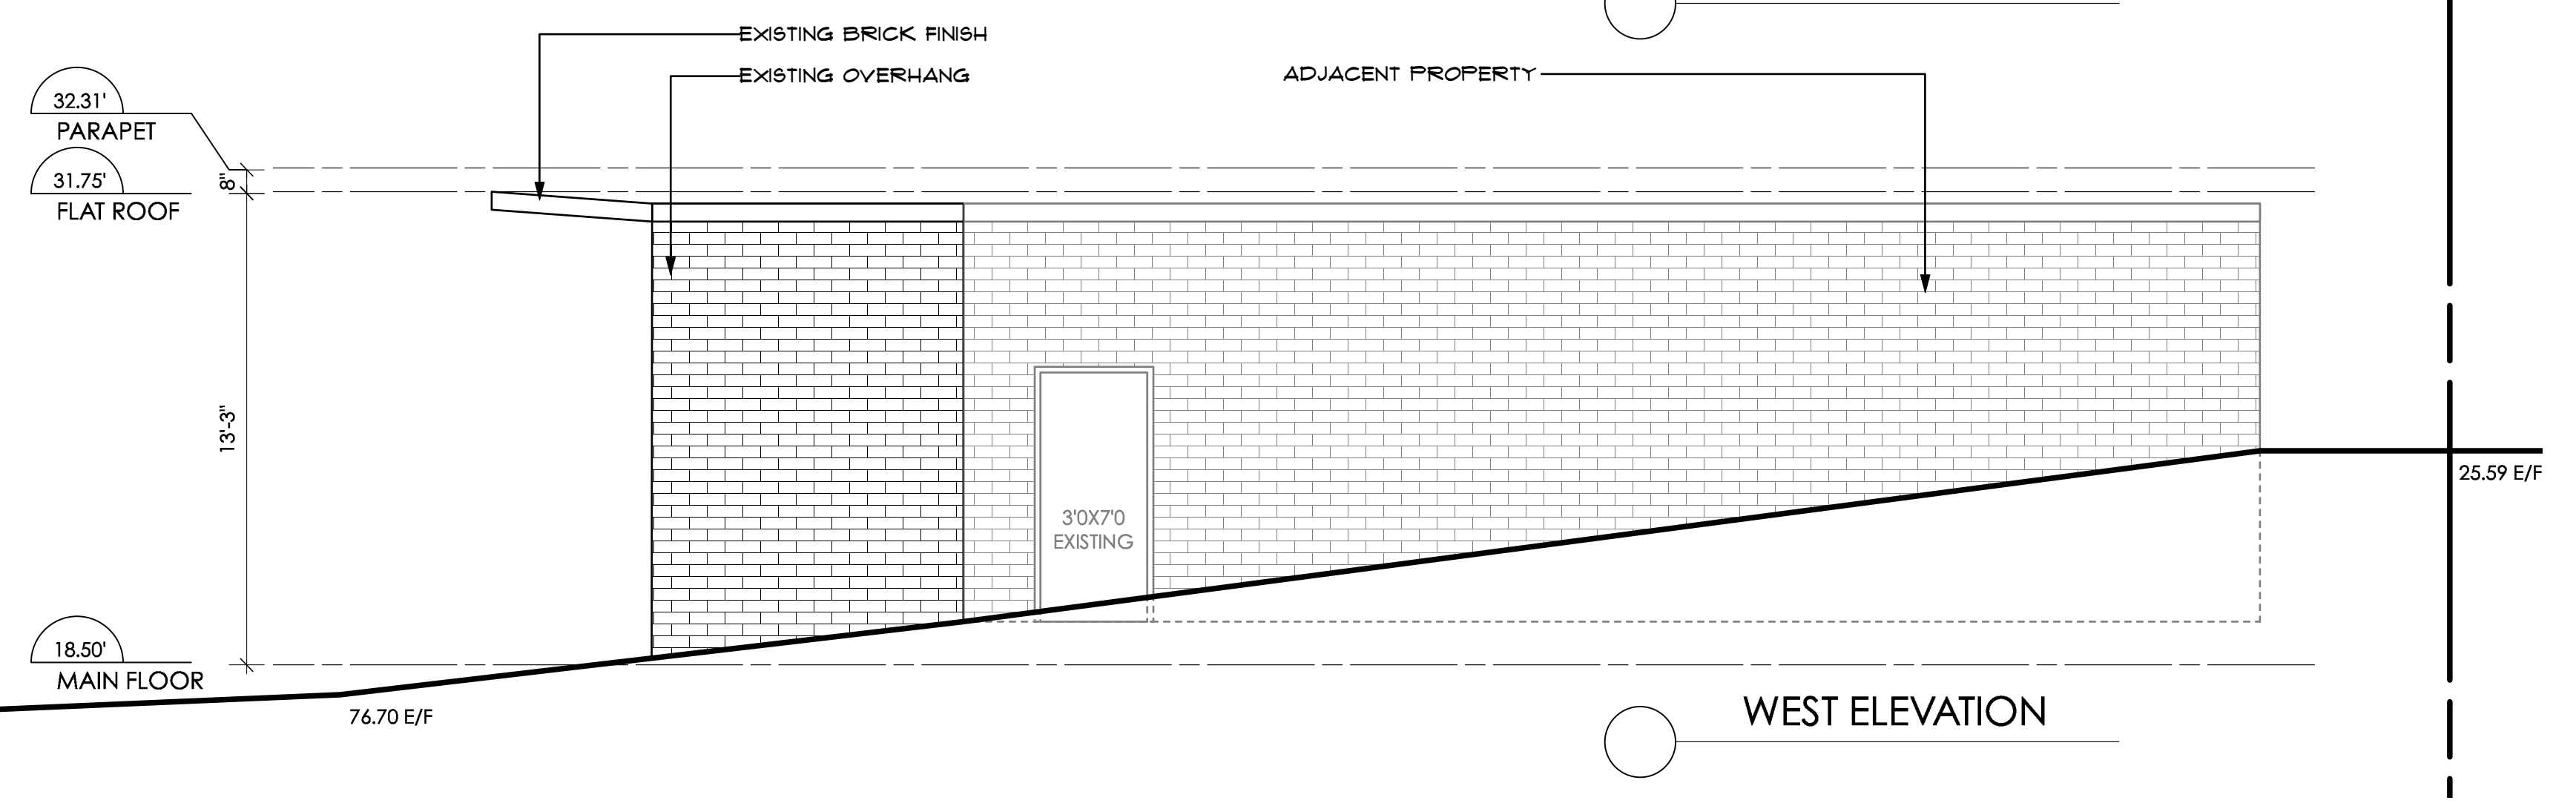 EXISTING BRICK FINISH
EXISTING OVERHANG
ADJACENT PROPERTY
32.31'
PARAPET
31.75'
FLAT ROOF
8"
13'-3"
3'0X7'0
EXISTING
25.59 E/F
18.50'
MAIN FLOOR
76.70 E/F
WEST ELEVATION